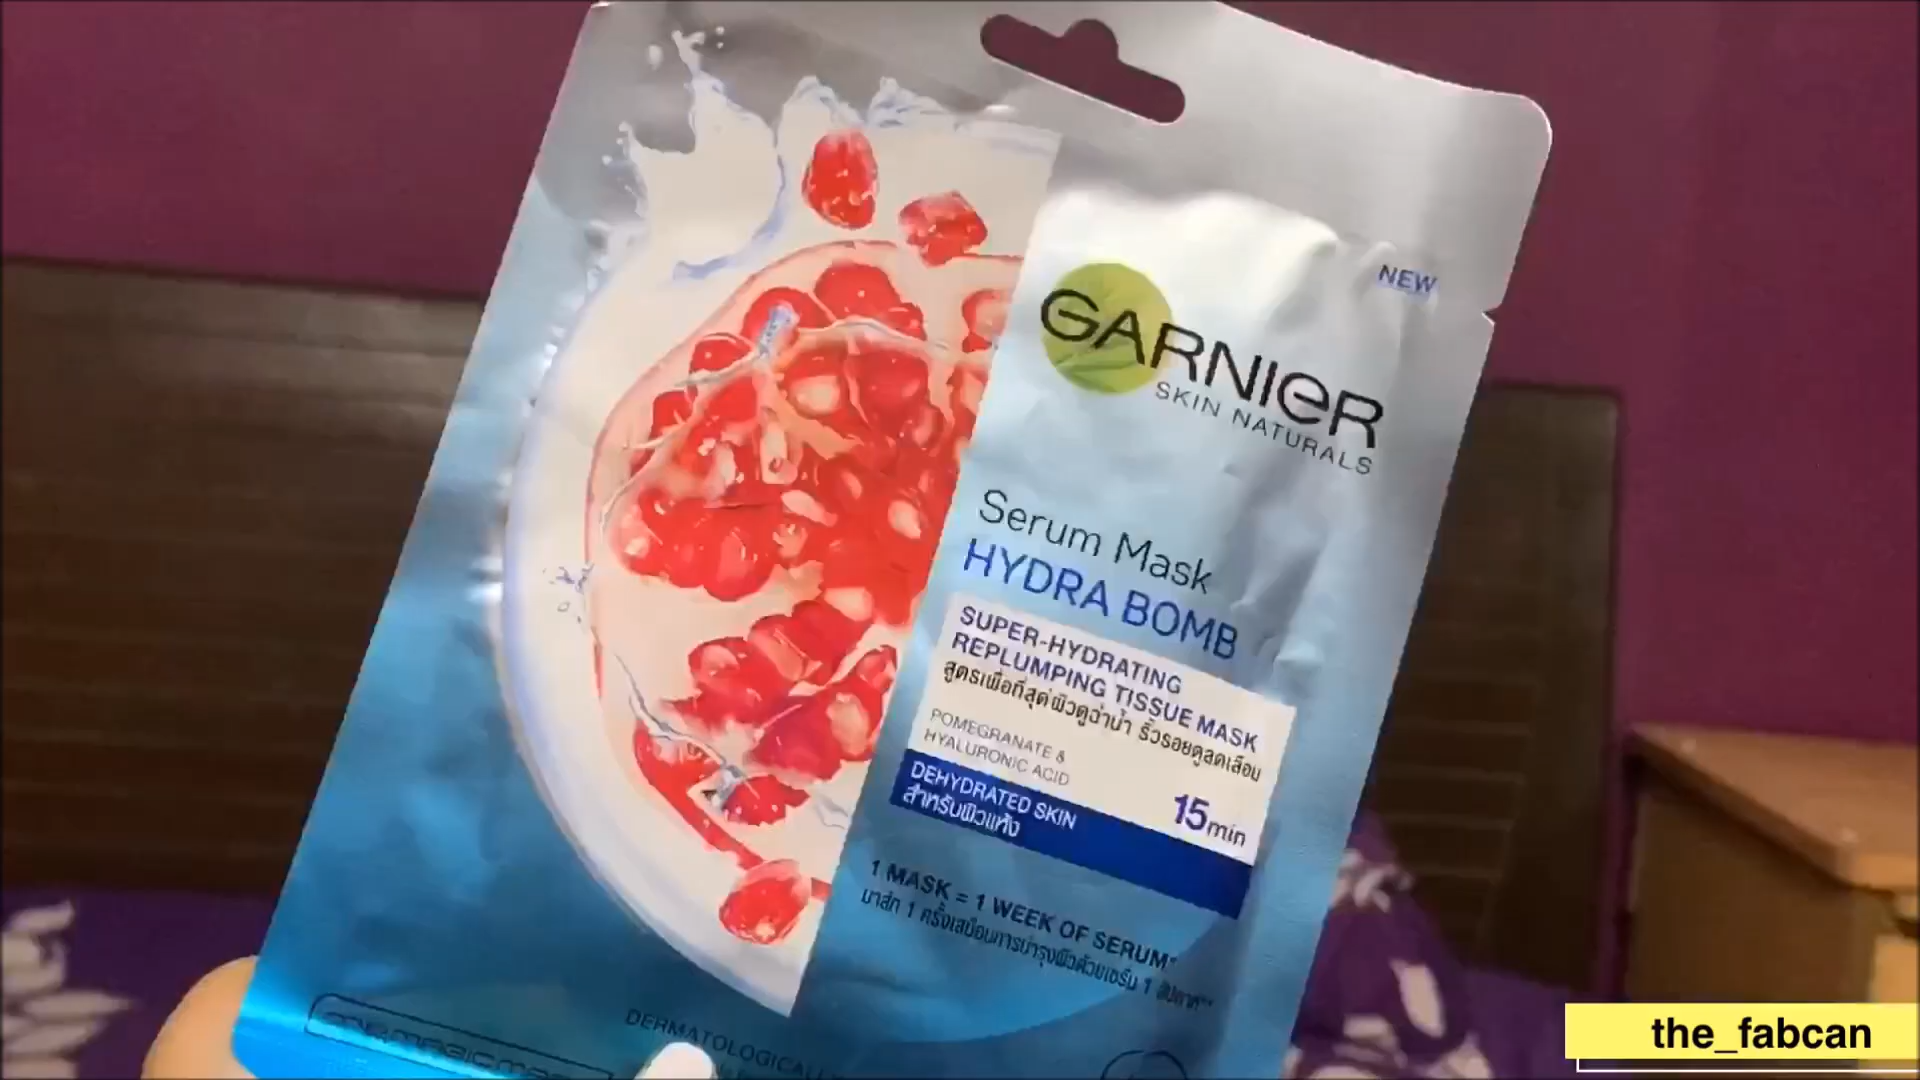 NEW
GARNIER
SKIN NATURALS
Serum Mask
HYDRA BOMB
SUPER-HYDRATING
REPLUMPING TISSUE MASK
สูตรเพื่อที่สุดผิวดูฉ่ำน้ำ ริ้วรอยดูลดเลือน
POMEGRANATE &
HYALURONIC ACID
15min
DEHYDRATED SKIN
สำหรับผิวแห้ง
1 MASK = 1 WEEK OF SERUM*
มาส์ก 1 ครั้งเสมือนการบำรุงผิวด้วยเซรั่ม 1 สัปดาห์**
the_fabcan